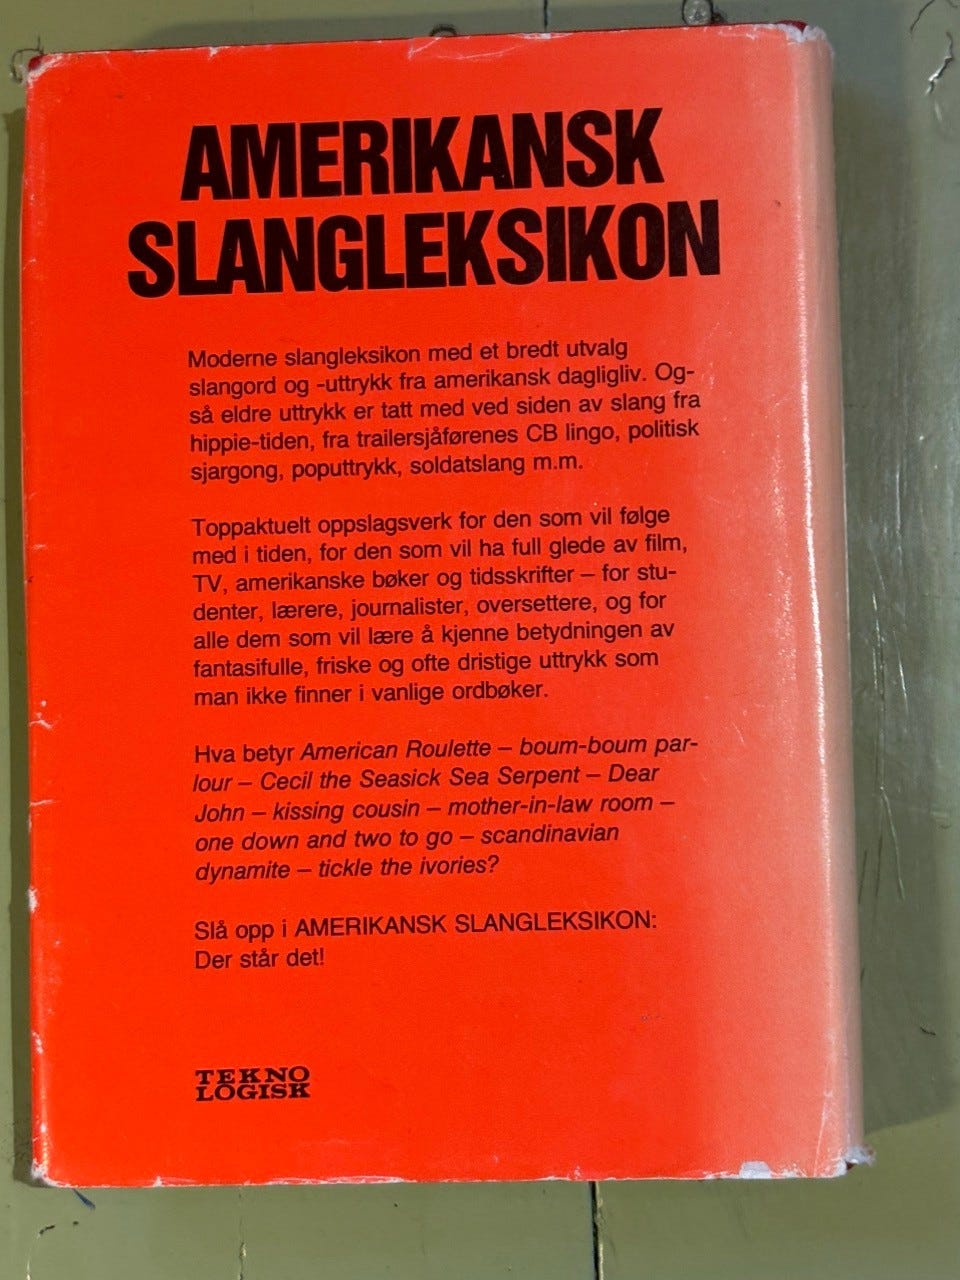 AMERIKANSK
SLANGLEKSIKON
Moderne slangleksikon med et bredt utvalg
slangord og -uttrykk fra amerikansk dagligliv. Og-
så eldre uttrykk er tatt med ved siden av slang fra
hippie-tiden, fra trailersjåførenes CB lingo, politisk
sjargong, poputtrykk, soldatslang m.m.
Toppaktuelt oppslagsverk for den som vil følge
med i tiden, for den som vil ha full glede av film,
TV, amerikanske bøker og tidsskrifter – for stu-
denter, lærere, journalister, oversettere, og for
alle dem som vil lære å kjenne betydningen av
fantasifulle, friske og ofte dristige uttrykk som
man ikke finner i vanlige ordbøker.
Hva betyr American Roulette – boum-boum par-
lour – Cecil the Seasick Sea Serpent – Dear
John – kissing cousin – mother-in-law room –
one down and two to go – scandinavian
dynamite – tickle the ivories?
Slå opp i AMERIKANSK SLANGLEKSIKON:
Der står det!
TEKNO
LOGISK